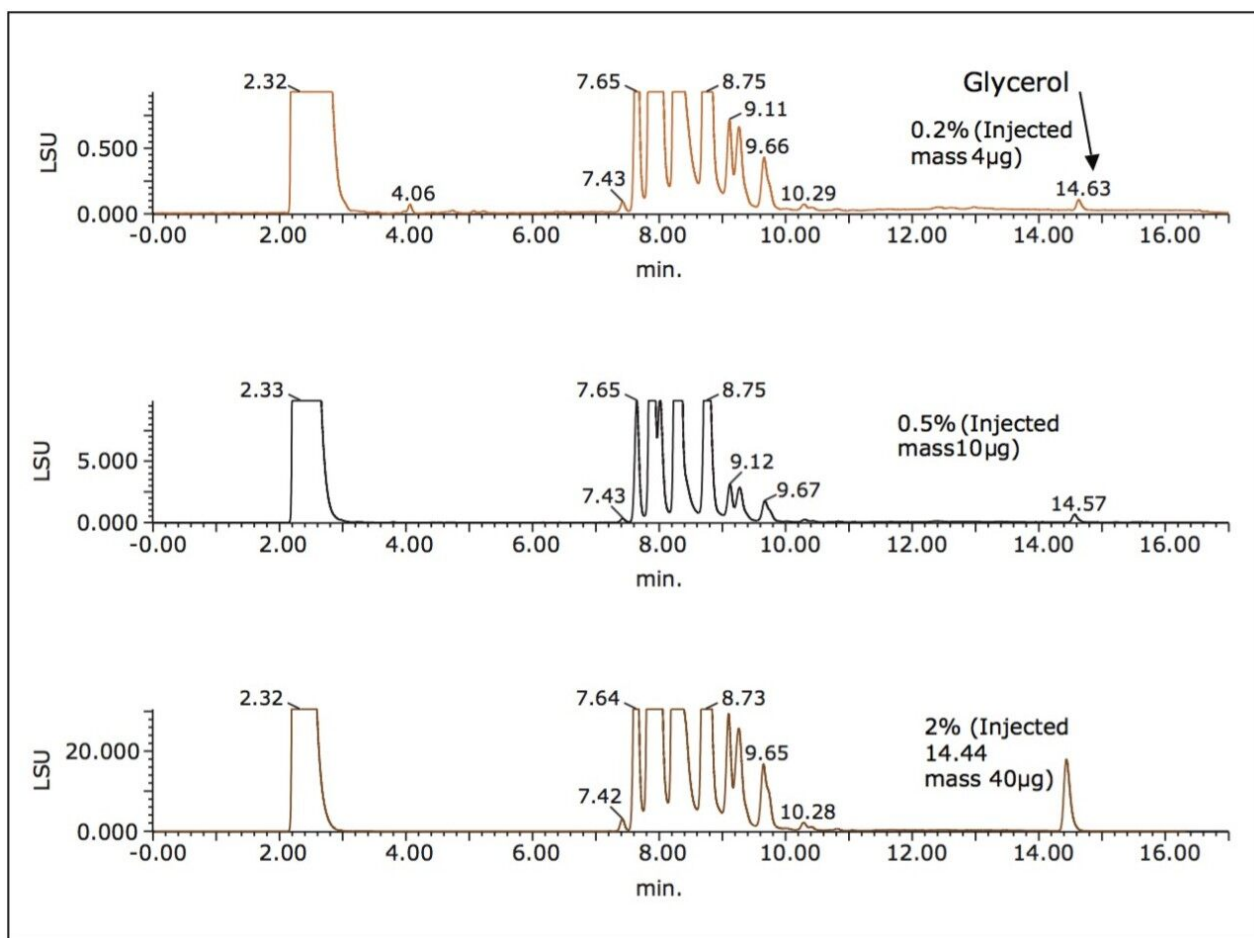 2.32
7.65
8.75
Glycerol
9.11
0.2% (Injected
mass 4µg)
LSU
0.500
9.66
7.43
4.06
10.29
14.63
0.000
-0.00 2.00 4.00 6.00 8.00 10.00 12.00 14.00 16.00
min.
2.33
7.65
8.75
0.5% (Injected
mass10µg)
LSU
5.000
9.12
7.43
9.67
14.57
0.000
-0.00 2.00 4.00 6.00 8.00 10.00 12.00 14.00 16.00
min.
2.32
7.64
8.73
2% (Injected
14.44
mass 40µg)
LSU
20.000
9.65
7.42
10.28
0.000
-0.00 2.00 4.00 6.00 8.00 10.00 12.00 14.00 16.00
min.